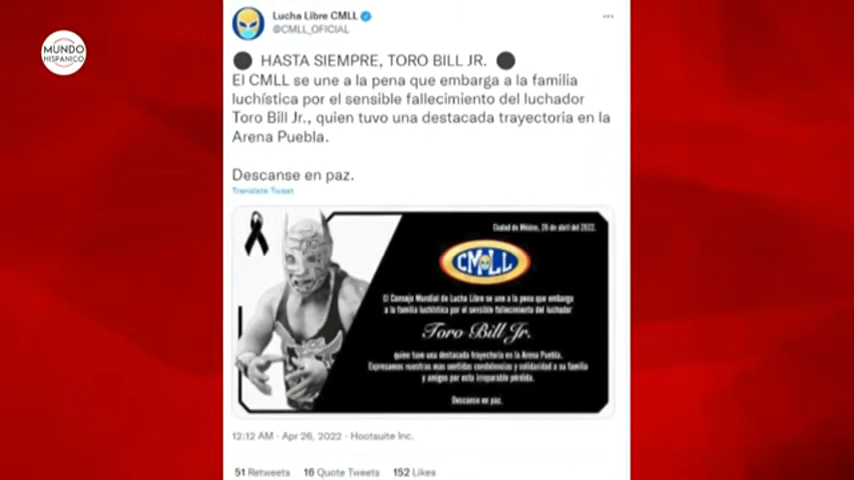 MUNDO
HISPANICO
Lucha Libre CMLL
@CMLL_OFICIAL
HASTA SIEMPRE, TORO BILL JR.
El CMLL se une a la pena que embarga a la familia
luchística por el sensible fallecimiento del luchador
Toro Bill Jr., quien tuvo una destacada trayectoria en la
Arena Puebla.
Descanse en paz.
Translate Tweet
Ciudad de México, 26 de abril del 2022.
CMLL
El Consejo Mundial de Lucha Libre se une a la pena que embarga
a la familia luchística por el sensible fallecimiento del luchador
Toro Bill Jr.
quien tuvo una destacada trayectoria en la Arena Puebla.
Expresamos nuestras mas sentidas condolencias y solidaridad a su familia
y amigos por esta irreparable pérdida.
Descanse en paz.
12:12 AM · Apr 26, 2022 · Hootsuite Inc.
51 Retweets 16 Quote Tweets 152 Likes